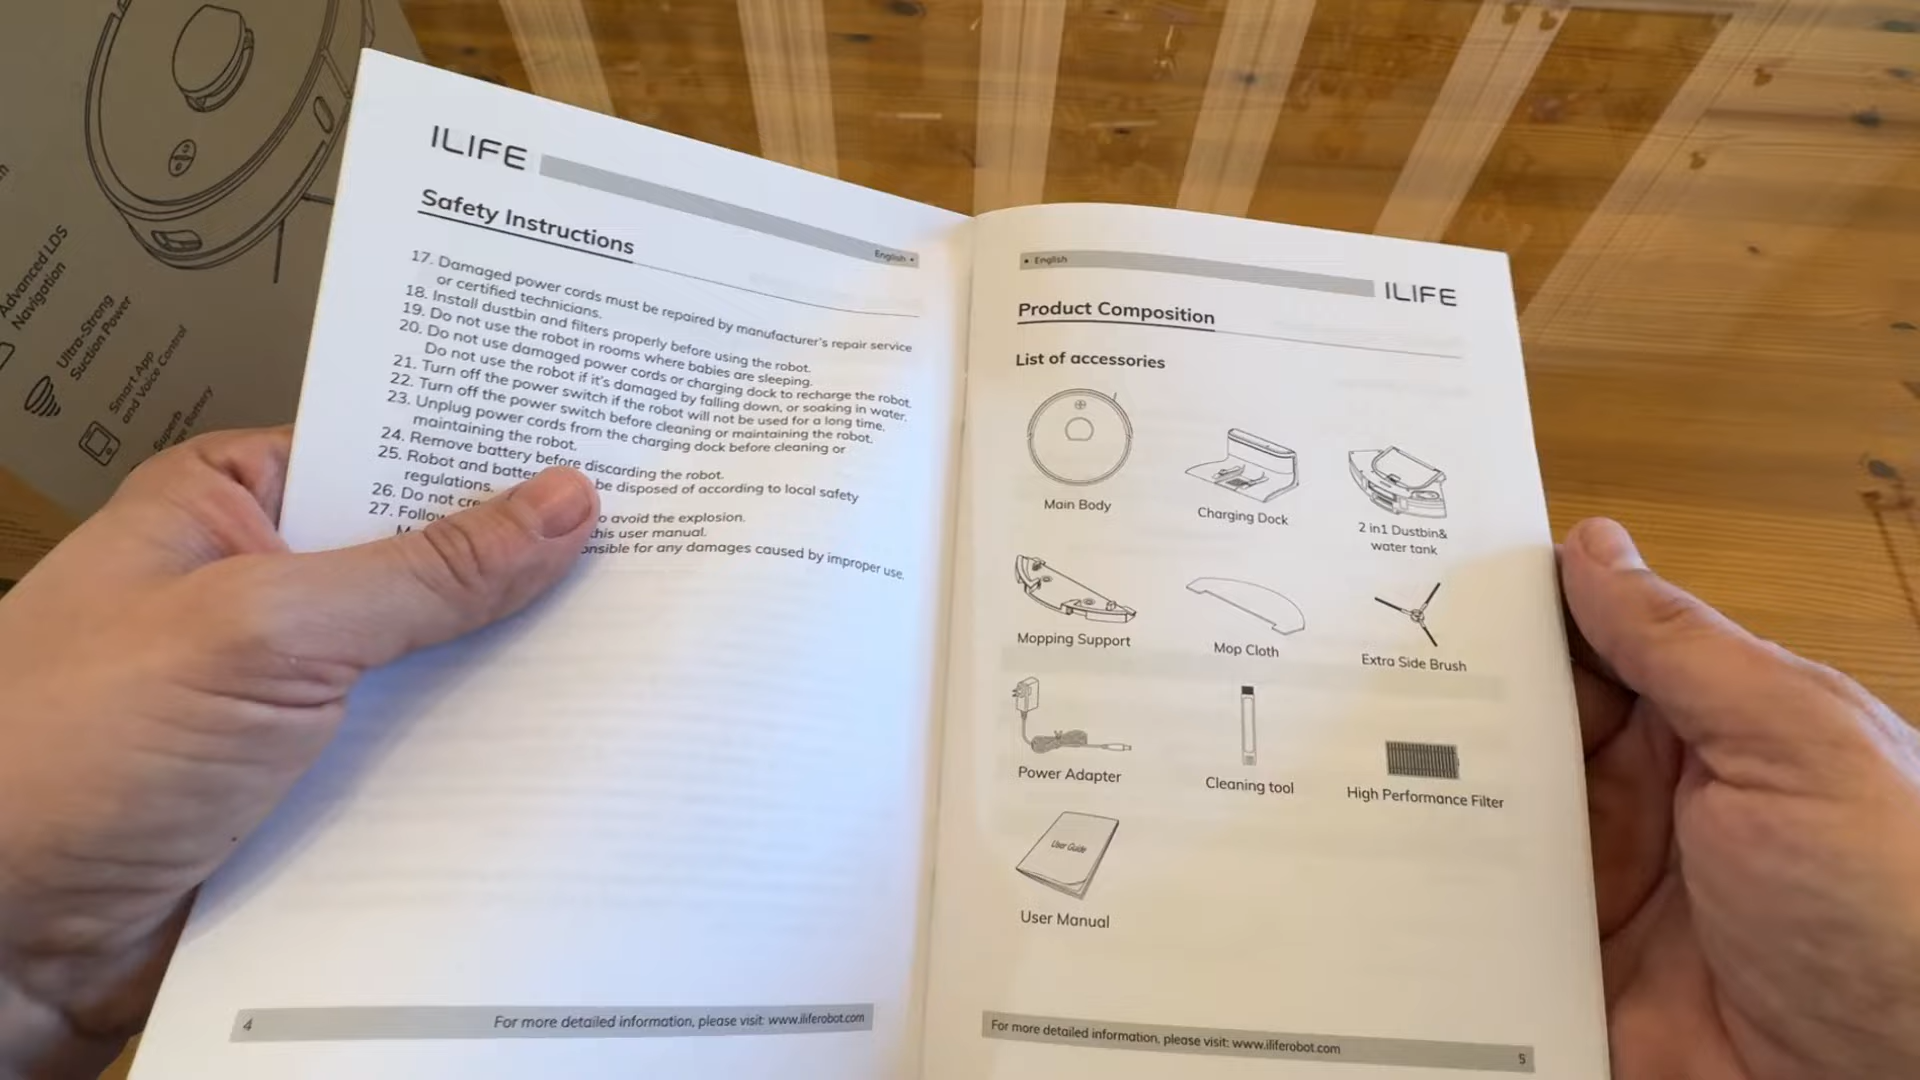 Advanced LDS
Navigation
Ultra-Strong
Suction Power
Smart App
and Voice Control
Superb
Battery
ILIFE
English •
Safety Instructions
17. Damaged power cords must be repaired by manufacturer's repair service
or certified technicians.
18. Install dustbin and filters properly before using the robot.
19. Do not use the robot in rooms where babies are sleeping.
20. Do not use damaged power cords or charging dock to recharge the robot.
Do not use the robot if it's damaged by falling down, or soaking in water.
21. Turn off the power switch if the robot will not be used for a long time.
22. Turn off the power switch before cleaning or maintaining the robot.
23. Unplug power cords from the charging dock before cleaning or
maintaining the robot.
24. Remove battery before discarding the robot.
25. Robot and batter be disposed of according to local safety
regulations.
26. Do not cre o avoid the explosion.
27. Follow this user manual.
onsible for any damages caused by improper use.
4
For more detailed information, please visit: www.iliferobot.com
• English
ILIFE
Product Composition
List of accessories
Main Body
Charging Dock
2 in1 Dustbin&
water tank
Mopping Support
Mop Cloth
Extra Side Brush
Power Adapter
Cleaning tool
High Performance Filter
User Guide
User Manual
For more detailed information, please visit: www.iliferobot.com
5